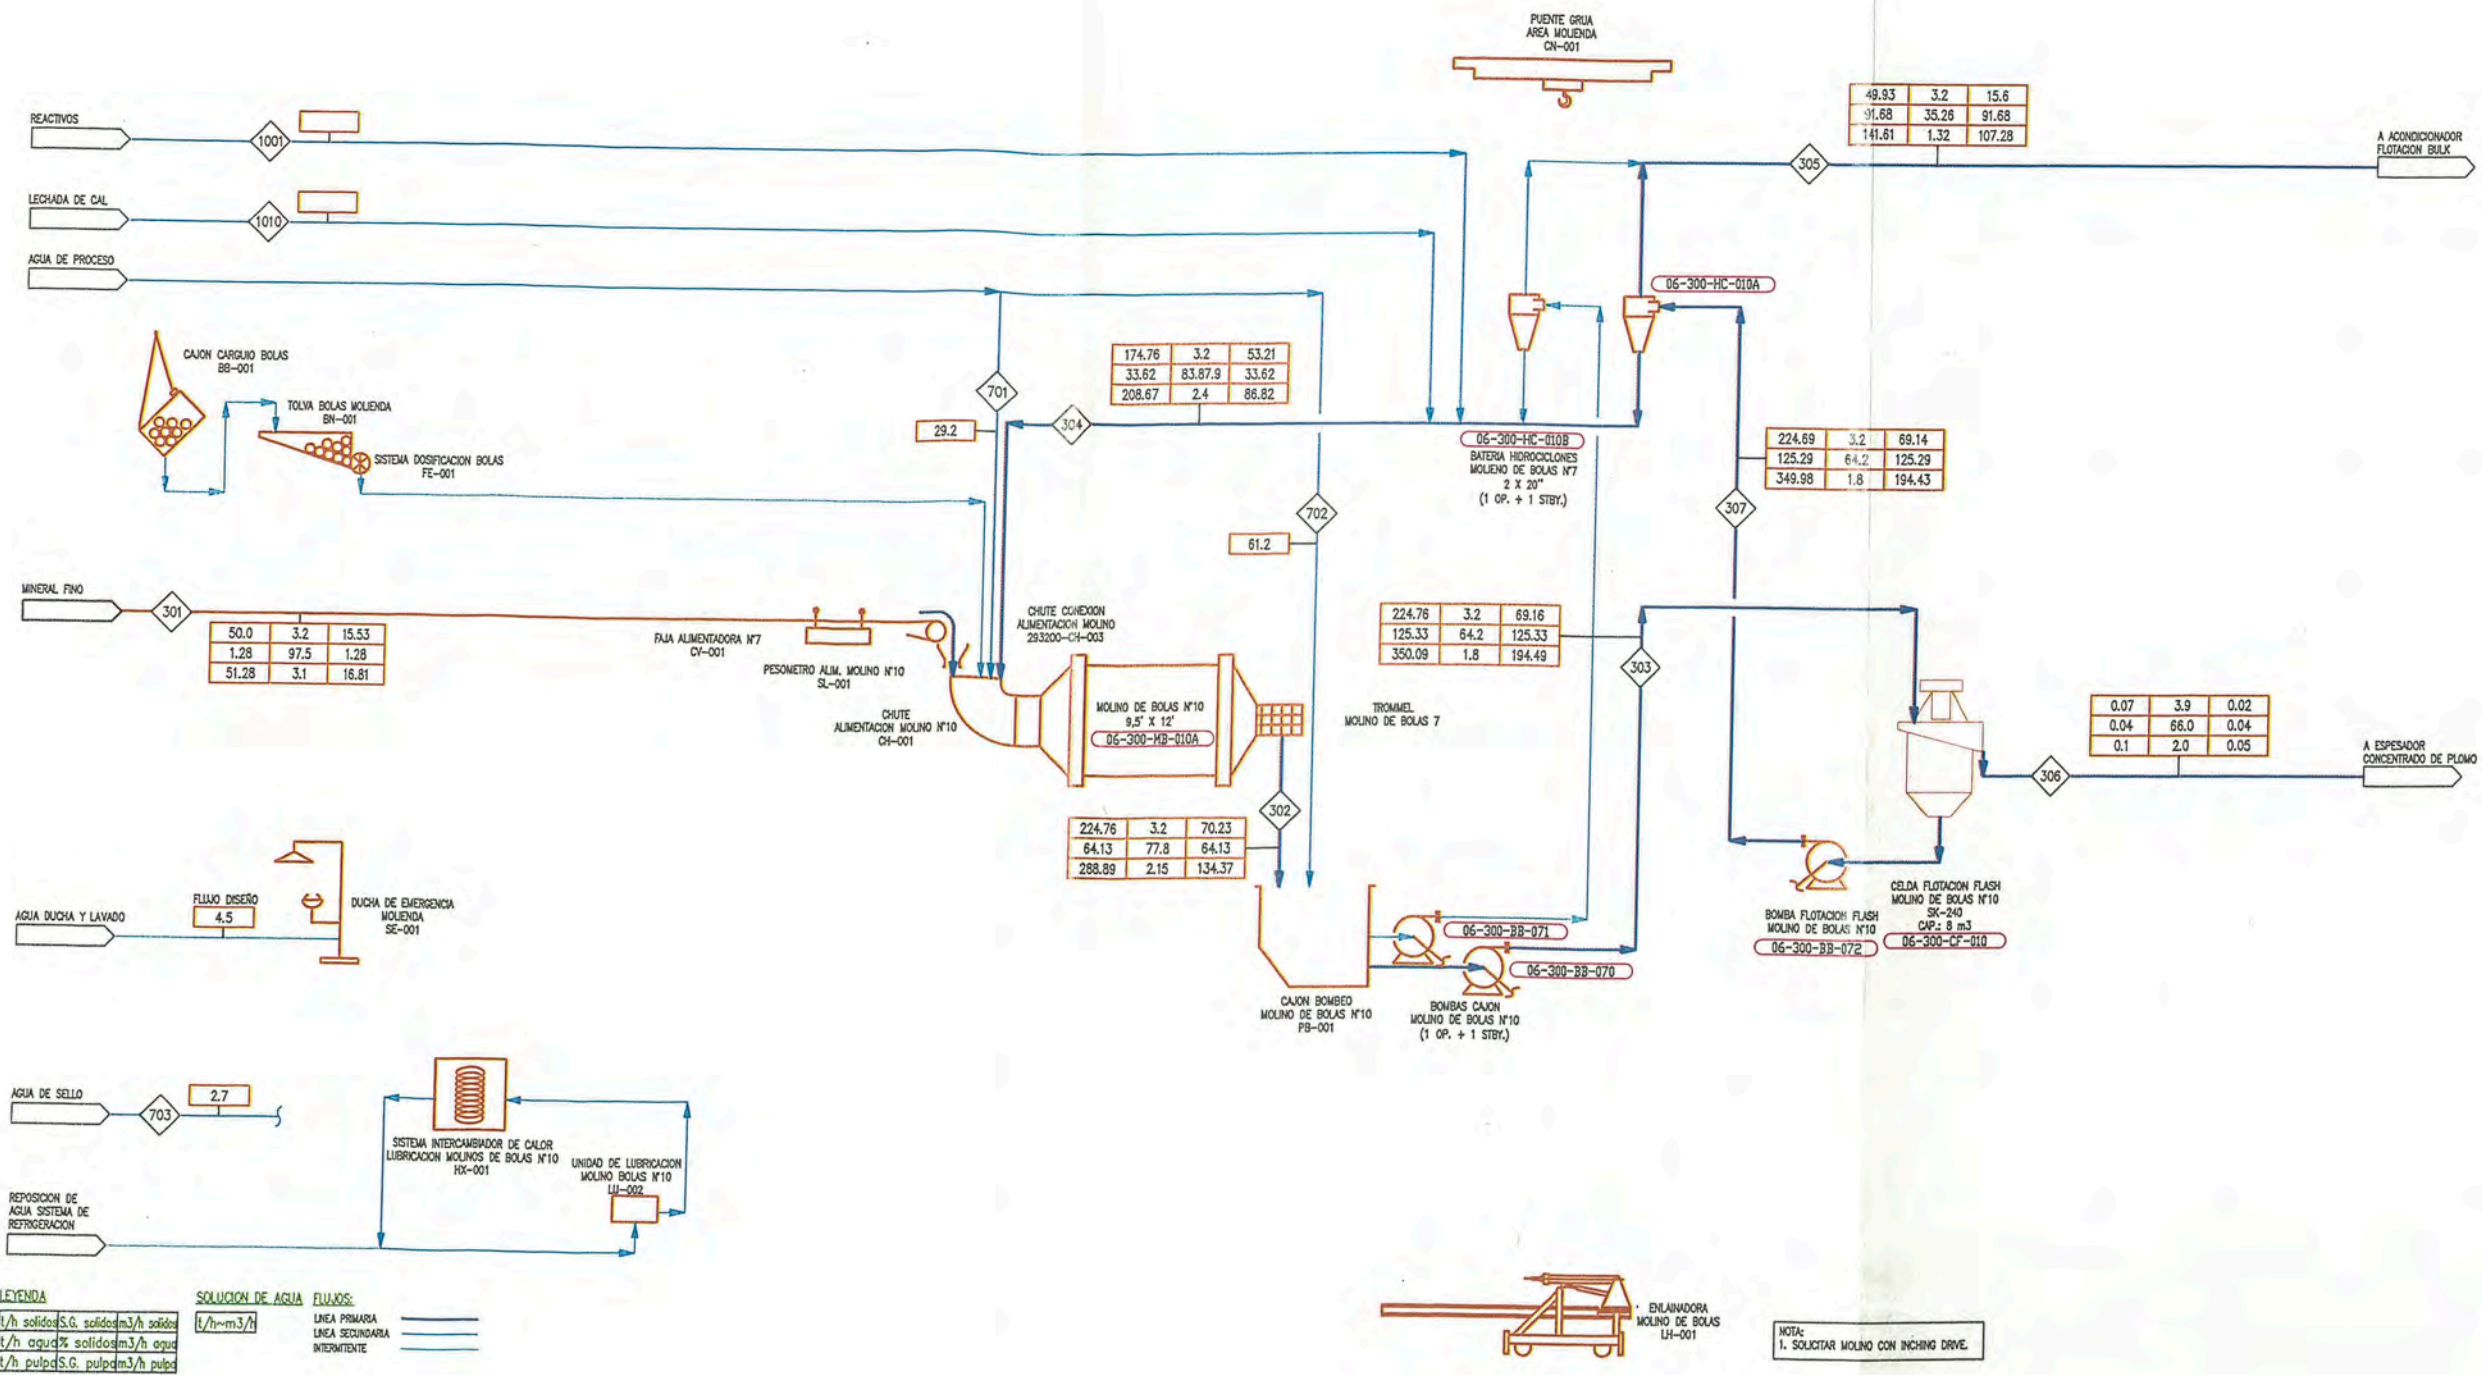 PUENTE GRUA
AREA MOLIENDA
CN-001
49.93 3.2 15.6
91.68 35.26 91.68
141.61 1.32 107.28
REACTIVOS
1001
305
A ACONDICIONADOR
FLOTACION BULK
LECHADA DE CAL
1010
AGUA DE PROCESO
06-300-HC-010A
CAJON CARGUIO BOLAS
BB-001
174.76 3.2 53.21
33.62 83.87.9 33.62
208.67 2.4 86.82
701
TOLVA BOLAS MOLIENDA
BN-001
29.2
304
SISTEMA DOSIFICACION BOLAS
FE-001
06-300-HC-010B
BATERIA HIDROCICLONES
MOLIENO DE BOLAS N°7
2 X 20"
(1 OP. + 1 STBY.)
224.69 3.2 69.14
125.29 64.2 125.29
349.98 1.8 194.43
307
702
61.2
MINERAL FINO
301
50.0 3.2 15.53
1.28 97.5 1.28
51.28 3.1 16.81
FAJA ALIMENTADORA N°7
CV-001
PESOMETRO ALIM. MOLINO N°10
SL-001
CHUTE CONEXION
ALIMENTACION MOLINO
293200-CH-003
224.76 3.2 69.16
125.33 64.2 125.33
350.09 1.8 194.49
303
CHUTE
ALIMENTACION MOLINO N°10
CH-001
MOLINO DE BOLAS N°10
9,5' X 12'
06-300-MB-010A
TROMMEL
MOLINO DE BOLAS 7
0.07 3.9 0.02
0.04 66.0 0.04
0.1 2.0 0.05
306
A ESPESADOR
CONCENTRADO DE PLOMO
302
224.76 3.2 70.23
64.13 77.8 64.13
288.89 2.15 134.37
AGUA DUCHA Y LAVADO
FLUJO DISEÑO
4.5
DUCHA DE EMERGENCIA
MOLIENDA
SE-001
06-300-BB-071
06-300-BB-070
BOMBA FLOTACION FLASH
MOLINO DE BOLAS N°10
06-300-BB-072
CELDA FLOTACION FLASH
MOLINO DE BOLAS N°10
SK-240
CAP.: 8 m3
06-300-CF-010
CAJON BOMBEO
MOLINO DE BOLAS N°10
PB-001
BOMBAS CAJON
MOLINO DE BOLAS N°10
(1 OP. + 1 STBY.)
AGUA DE SELLO
703
2.7
SISTEMA INTERCAMBIADOR DE CALOR
LUBRICACION MOLINOS DE BOLAS N°10
HX-001
UNIDAD DE LUBRICACION
MOLINO BOLAS N°10
LU-002
REPOSICION DE
AGUA SISTEMA DE
REFRIGERACION
LEYENDA
t/h solidos S.G. solidos m3/h solidos
t/h agua % solidos m3/h agua
t/h pulpa S.G. pulpa m3/h pulpa
SOLUCION DE AGUA
t/h~m3/h
FLUJOS:
LINEA PRIMARIA
LINEA SECUNDARIA
INTERMITENTE
ENLAINADORA
MOLINO DE BOLAS
LH-001
NOTA:
1. SOLICITAR MOLINO CON INCHING DRIVE.